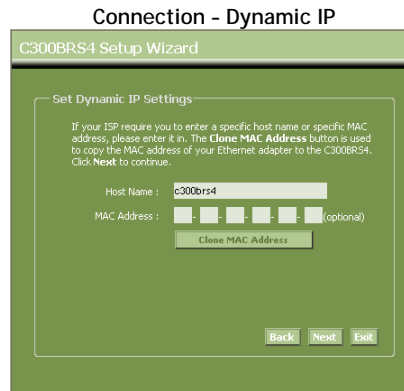 Connection - Dynamic IP
C300BRS4 Setup Wizard
Set Dynamic IP Settings
If your ISP require you to enter a specific host name or specific MAC
address, please enter it in. The Clone MAC Address button is used
to copy the MAC address of your Ethernet adapter to the C300BRS4.
Click Next to continue.
Host Name : c300brs4
MAC Address : - - - - - (optional)
Clone MAC Address
Back Next Exit